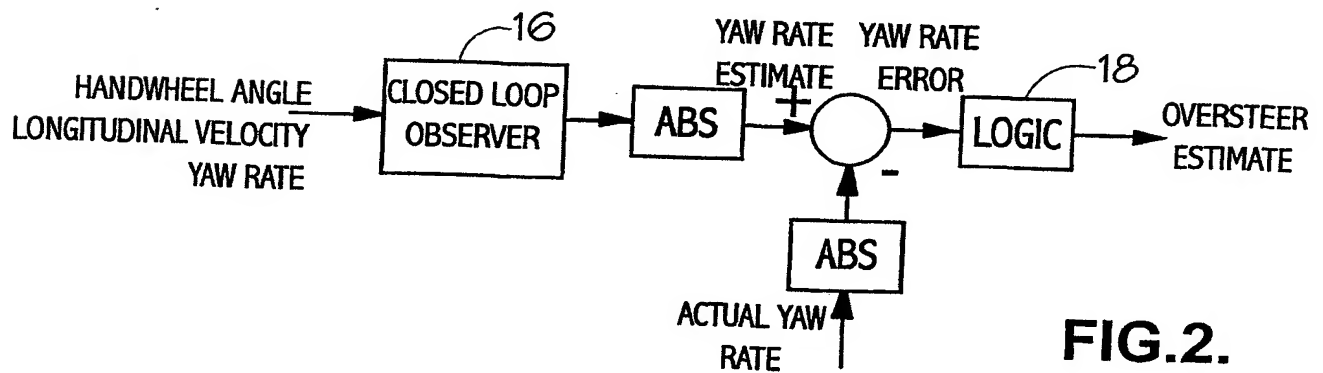 16
HANDWHEEL ANGLE
LONGITUDINAL VELOCITY
YAW RATE
CLOSED LOOP
OBSERVER
ABS
YAW RATE
ESTIMATE
+
YAW RATE
ERROR
-
18
LOGIC
OVERSTEER
ESTIMATE
ABS
ACTUAL YAW
RATE
FIG.2.